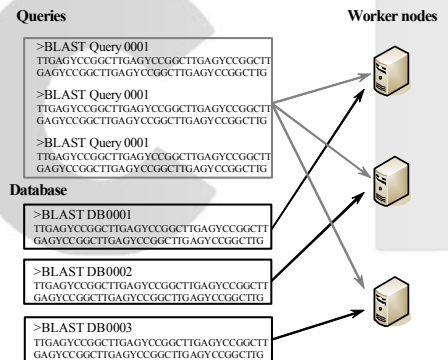 Queries
Worker nodes
>BLAST Query 0001
TTGAGYCCGGCTTGAGYCCGGCTTGAGYCCGGCTT
GAGYCCGGCTTGAGYCCGGCTTGAGYCCGGCTTG
>BLAST Query 0001
TTGAGYCCGGCTTGAGYCCGGCTTGAGYCCGGCTT
GAGYCCGGCTTGAGYCCGGCTTGAGYCCGGCTTG
>BLAST Query 0001
TTGAGYCCGGCTTGAGYCCGGCTTGAGYCCGGCTT
GAGYCCGGCTTGAGYCCGGCTTGAGYCCGGCTTG
Database
>BLAST DB0001
TTGAGYCCGGCTTGAGYCCGGCTTGAGYCCGGCTT
GAGYCCGGCTTGAGYCCGGCTTGAGYCCGGCTTG
>BLAST DB0002
TTGAGYCCGGCTTGAGYCCGGCTTGAGYCCGGCTT
GAGYCCGGCTTGAGYCCGGCTTGAGYCCGGCTTG
>BLAST DB0003
TTGAGYCCGGCTTGAGYCCGGCTTGAGYCCGGCTT
GAGYCCGGCTTGAGYCCGGCTTGAGYCCGGCTTG